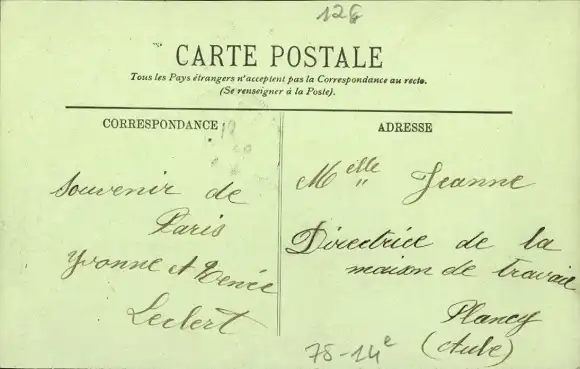 126
CARTE POSTALE
Tous les Pays étrangers n'acceptent pas la Correspondance au recto.
(Se renseigner à la Poste).
CORRESPONDANCE
Souvenir de
Paris
Yvonne et Renée
Leclert
ADRESSE
Melle Jeanne
Directrice de la
maison de travail
Plancy
(Aube)
75-14e